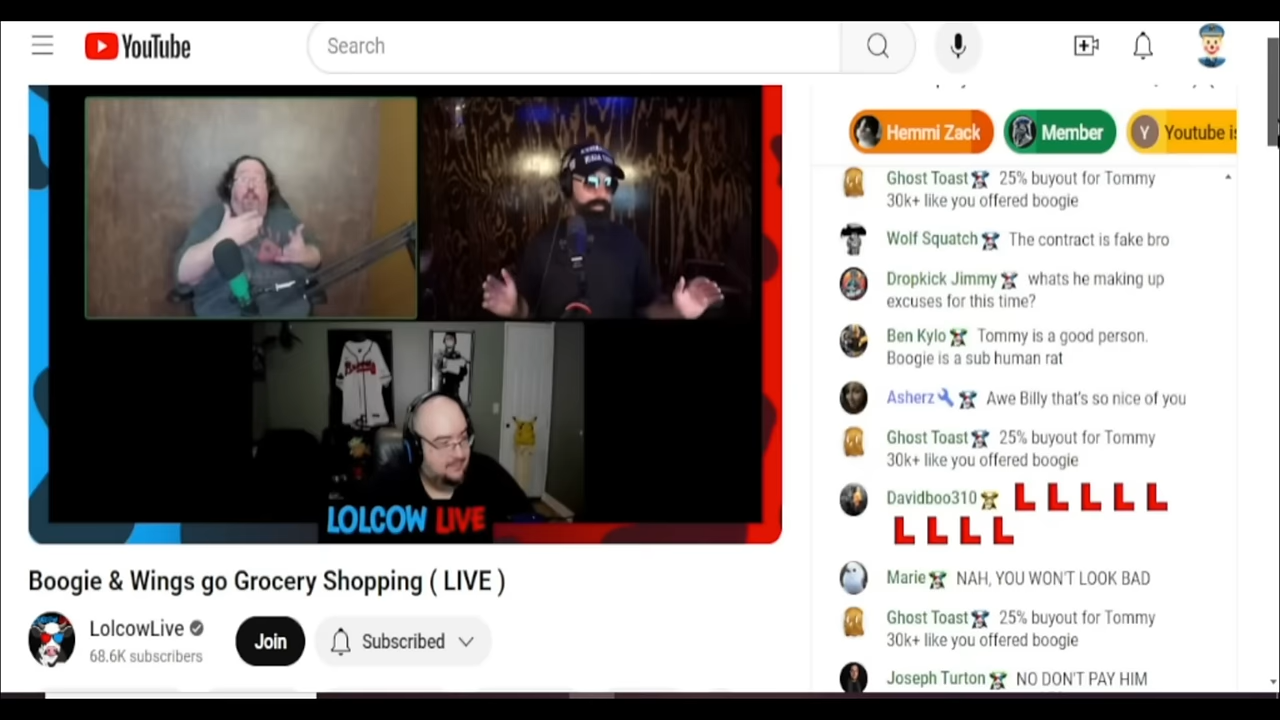 YouTube
Search
Hemmi Zack
Member
Y
Youtube is
Ghost Toast 25% buyout for Tommy
30k+ like you offered boogie
Wolf Squatch The contract is fake bro
Dropkick Jimmy whats he making up
excuses for this time?
Ben Kylo Tommy is a good person.
Boogie is a sub human rat
Asherz Awe Billy that's so nice of you
Ghost Toast 25% buyout for Tommy
30k+ like you offered boogie
Davidboo310 L L L L L
L L L L
Marie NAH, YOU WON'T LOOK BAD
Ghost Toast 25% buyout for Tommy
30k+ like you offered boogie
Joseph Turton NO DON'T PAY HIM
LOLCOW LIVE
Boogie & Wings go Grocery Shopping ( LIVE )
LolcowLive
68.6K subscribers
Join
Subscribed